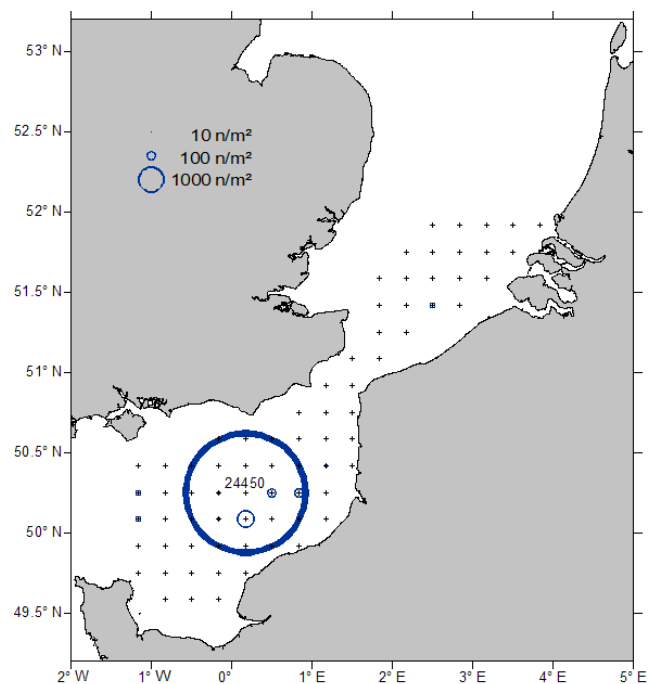 53° N
52.5° N
10 n/m²
100 n/m²
1000 n/m²
52° N
51.5° N
51° N
50.5° N
24450
50° N
49.5° N
2° W
1° W
0°
1° E
2° E
3° E
4° E
5° E